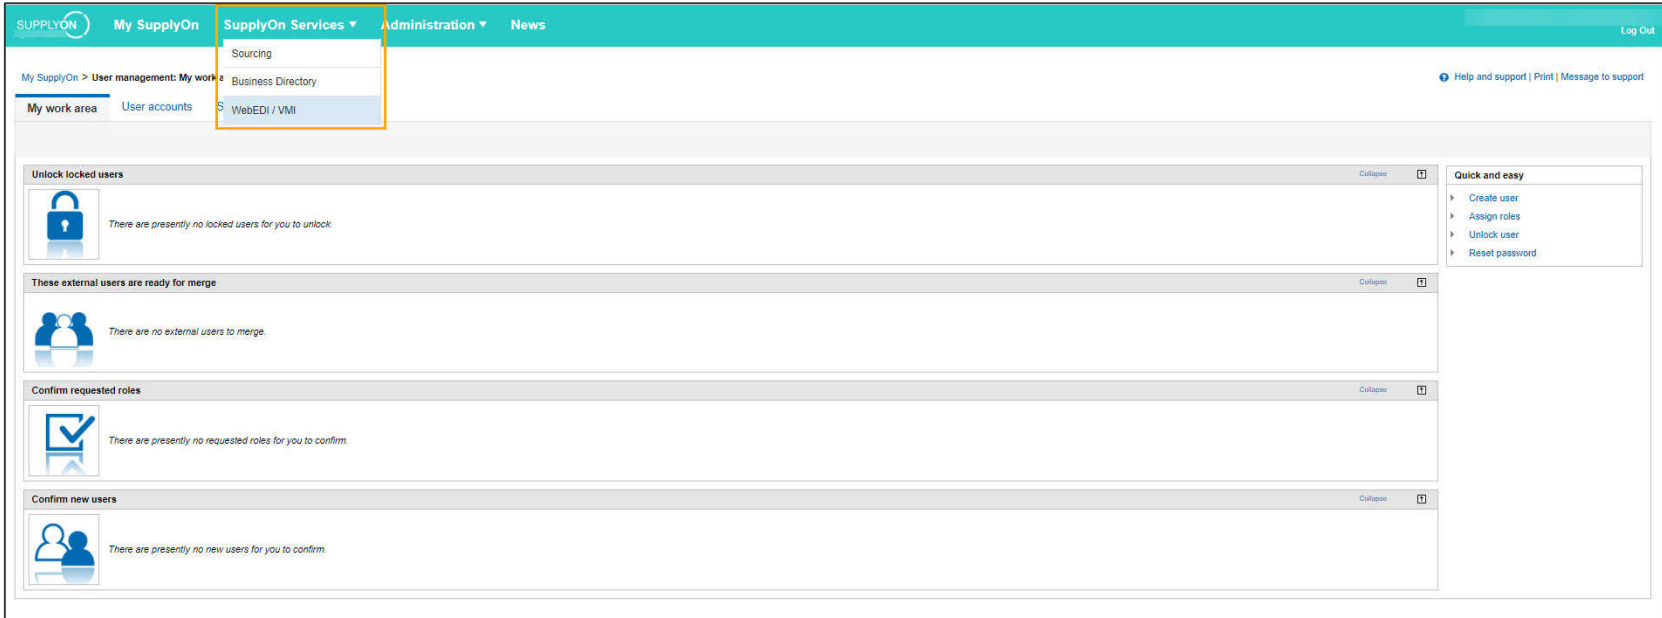 SUPPLYON My SupplyOn SupplyOn Services ▼ Administration ▼ News
Log Out
Sourcing
Business Directory
WebEDI / VMI
My SupplyOn > User management: My work a
Help and support | Print | Message to support
My work area User accounts S
Unlock locked users Collapse
There are presently no locked users for you to unlock.
These external users are ready for merge Collapse
There are no external users to merge.
Confirm requested roles Collapse
There are presently no requested roles for you to confirm.
Confirm new users Collapse
There are presently no new users for you to confirm.
Quick and easy
Create user
Assign roles
Unlock user
Reset password